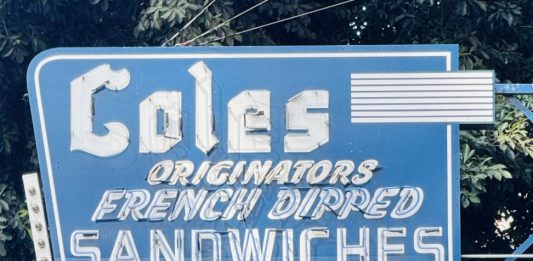 Coles
ORIGINATORS
FRENCH DIPPED
SANDWICHES